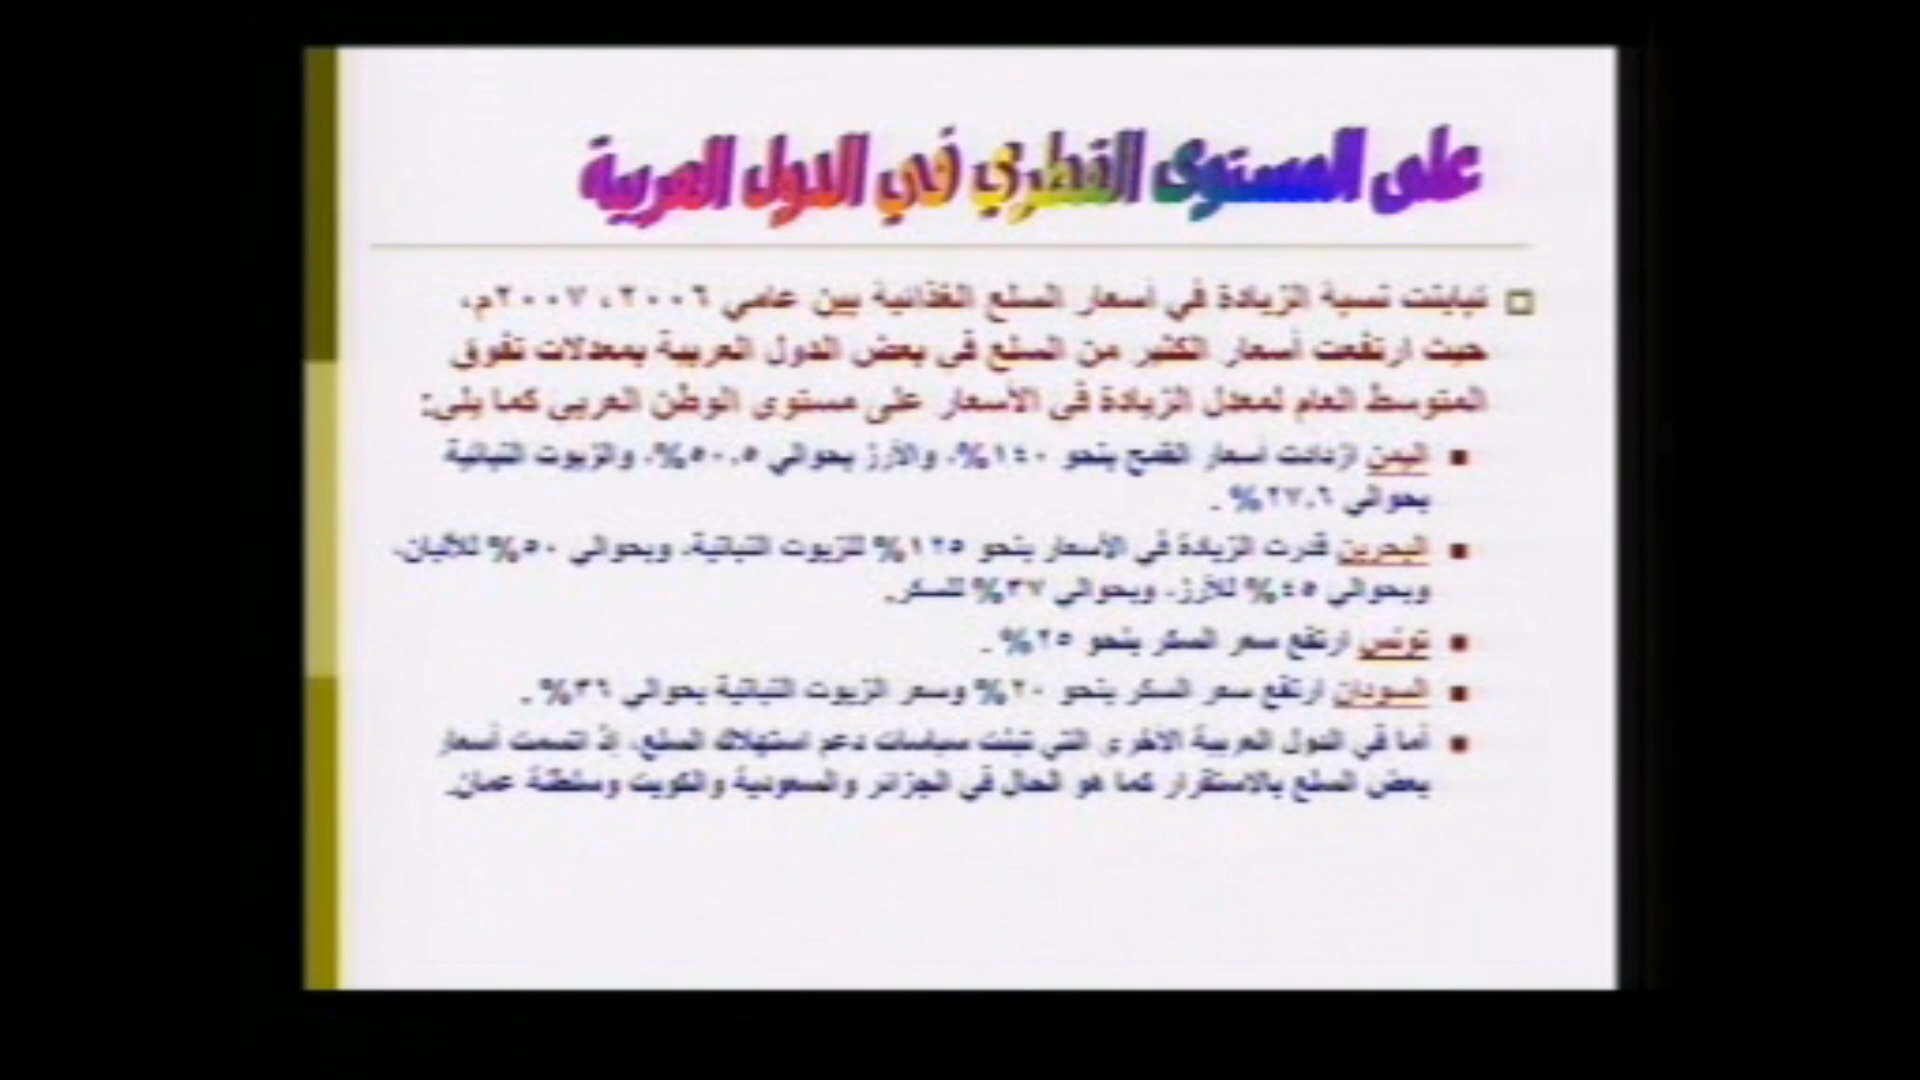 على المستوى القطري في الدول العربية
تباينت نسبة الزيادة في أسعار السلع الغذائية بين عامي ٢٠٠٦، ٢٠٠٧م،
حيث ارتفعت أسعار الكثير من السلع فى بعض الدول العربية بمعدلات تفوق
المتوسط العام لمعدل الزيادة فى الأسعار على مستوى الوطن العربى كما يلى:
اليمن ازدادت أسعار القمح بنحو ١٤٠%، والأرز بحوالي ٥٠.٥%، والزيوت النباتية
بحوالي ٢٧.٦% .
البحرين قدرت الزيادة في الأسعار بنحو ١٢٥% للزيوت النباتية، وبحوالي ٥٠% للألبان،
وبحوالي ٤٥% للأرز، وبحوالي ٣٧% للسكر.
تونس ارتفع سعر السكر بنحو ٢٥% .
السودان ارتفع سعر السكر بنحو ٢٠% وسعر الزيوت النباتية بحوالي ٣٦% .
أما في الدول العربية الأخرى التي تبنت سياسات دعم استهلاك السلع، إذ اتسمت أسعار
بعض السلع بالاستقرار كما هو الحال في الجزائر والسعودية والكويت وسلطنة عمان.